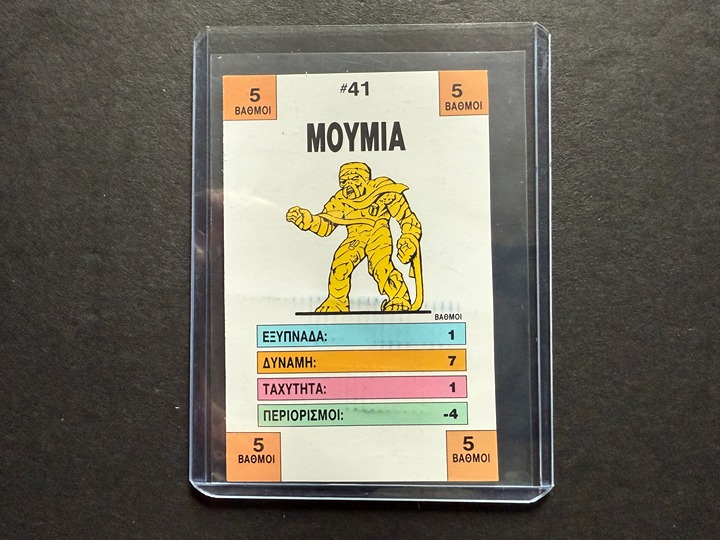 5 ΒΑΘΜΟΙ
#41
5 ΒΑΘΜΟΙ
ΜΟΥΜΙΑ
ΒΑΘΜΟΙ
ΕΞΥΠΝΑΔΑ: 1
ΔΥΝΑΜΗ: 7
ΤΑΧΥΤΗΤΑ: 1
ΠΕΡΙΟΡΙΣΜΟΙ: -4
5 ΒΑΘΜΟΙ
5 ΒΑΘΜΟΙ